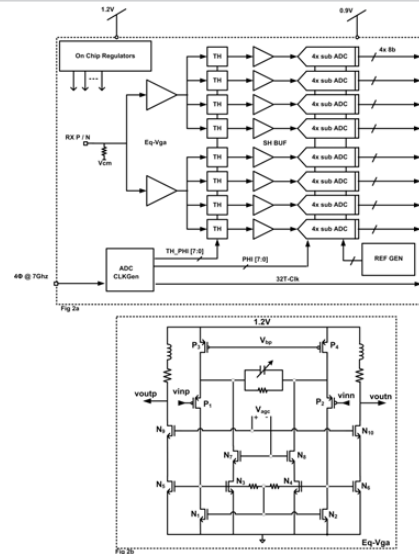 1.2V
0.9V
On Chip Regulators
TH
4x sub ADC
4x 8b
TH
4x sub ADC
TH
4x sub ADC
RX P / N
Eq-Vga
TH
SH BUF
4x sub ADC
Vcm
TH
4x sub ADC
TH
4x sub ADC
TH
4x sub ADC
TH
4x sub ADC
TH_PHI [7:0]
ADC
CLKGen
PHI [7:0]
REF GEN
4Φ @ 7Ghz
32T-Clk
Fig 2a
1.2V
P3
Vbp
P4
voutp
vinp
P1
P2
vinn
voutn
Vagc
+ -
N9
N10
N7
N8
N5
N3
N4
N6
N1
N2
Eq-Vga
Fig 2b